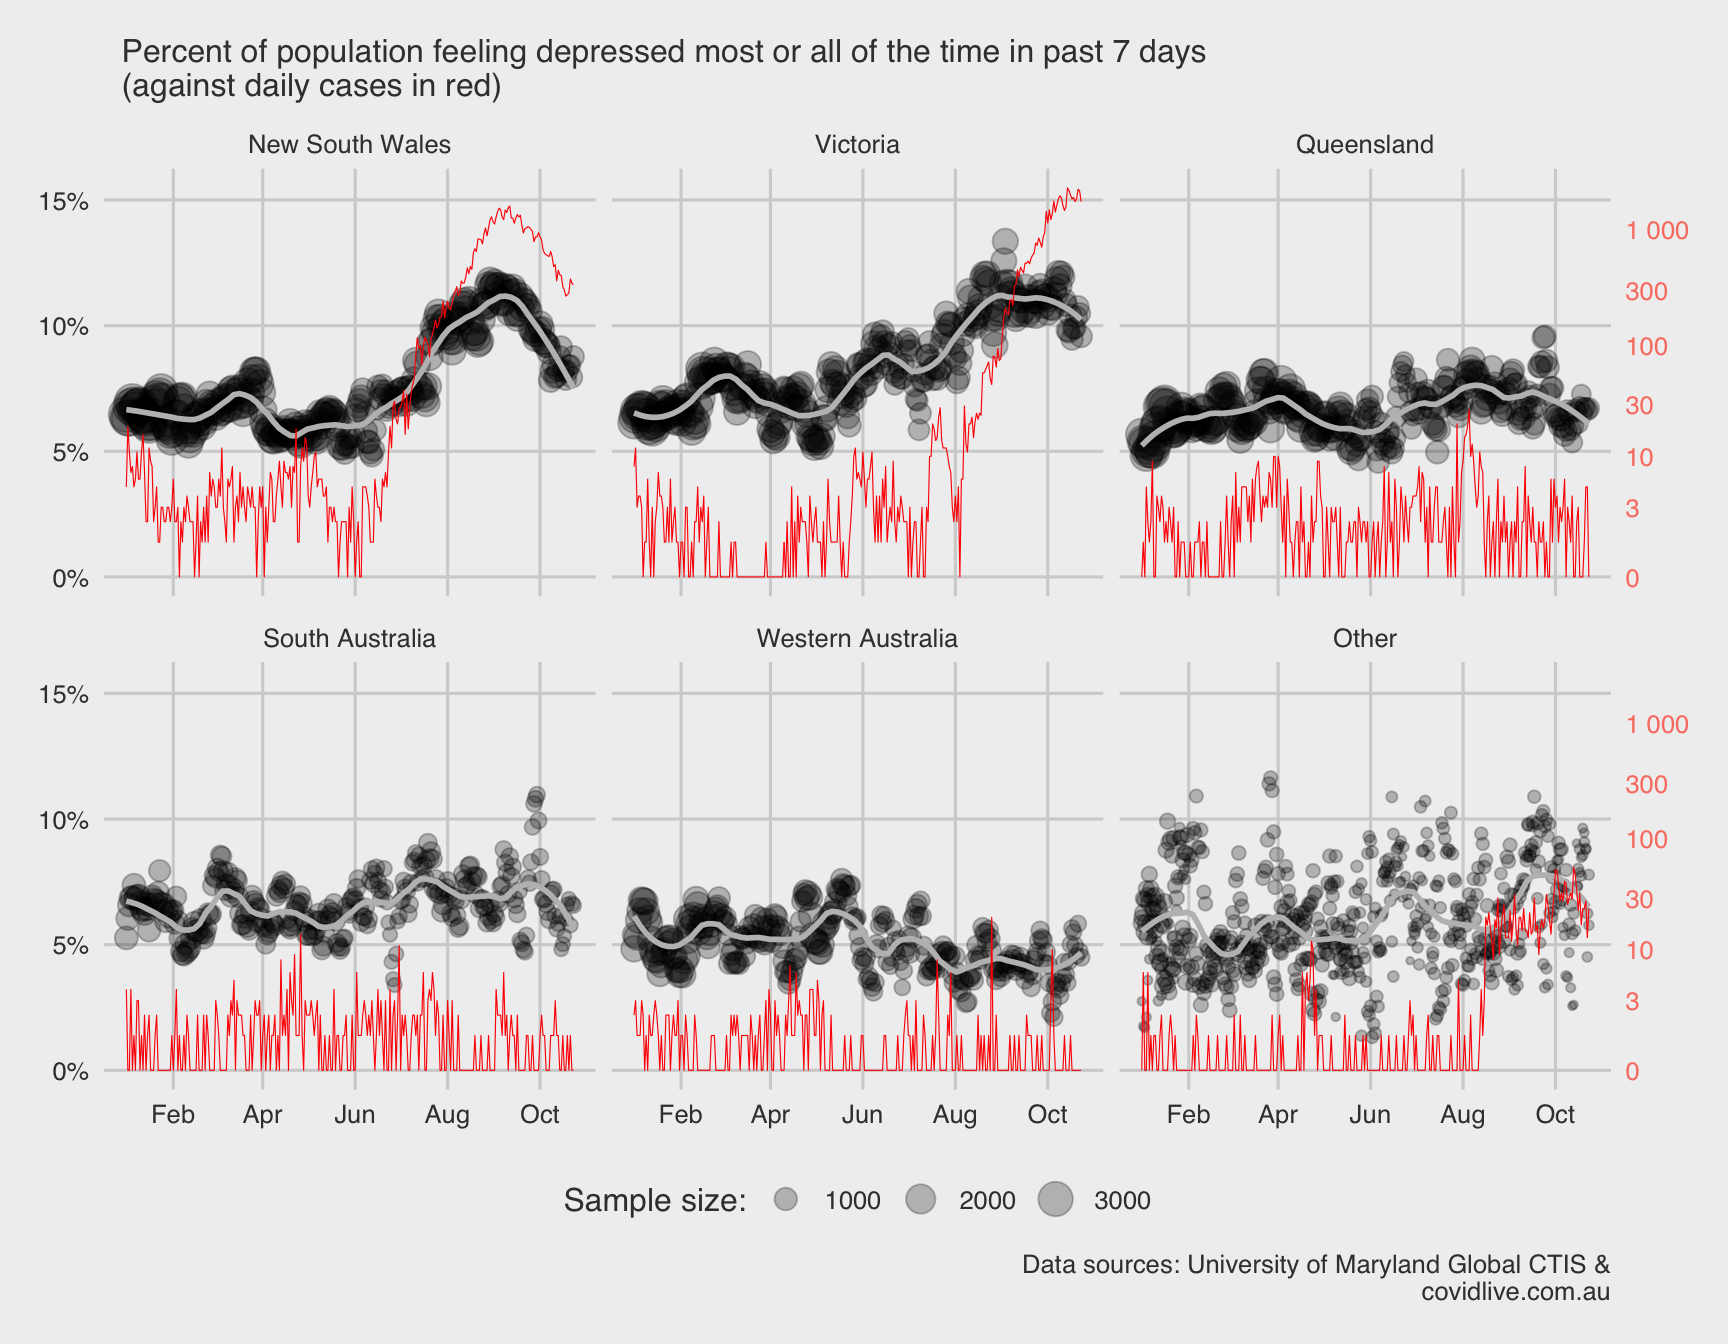 Percent of population feeling depressed most or all of the time in past 7 days
(against daily cases in red)
New South Wales
Victoria
Queensland
15%
10%
5%
0%
1 000
300
100
30
10
3
0
South Australia
Western Australia
Other
15%
10%
5%
0%
1 000
300
100
30
10
3
0
Feb Apr Jun Aug Oct
Feb Apr Jun Aug Oct
Feb Apr Jun Aug Oct
Sample size: 1000 2000 3000
Data sources: University of Maryland Global CTIS &
covidlive.com.au